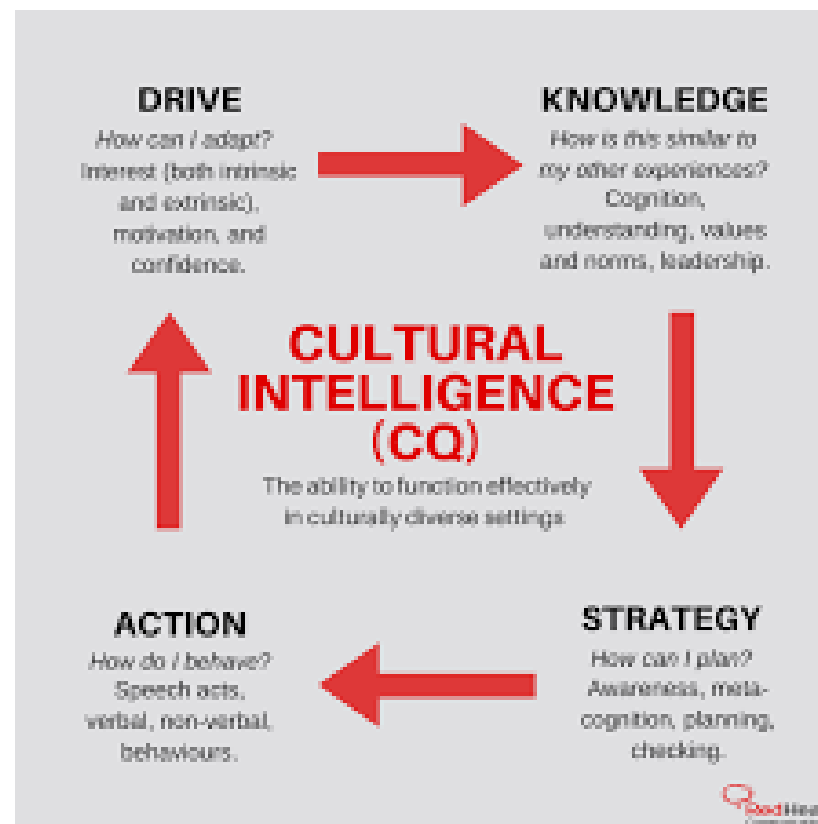 DRIVE
How can I adapt?
Interest (both intrinsic
and extrinsic),
motivation, and
confidence.
KNOWLEDGE
How is this similar to
my other experiences?
Cognition,
understanding, values
and norms, leadership.
CULTURAL
INTELLIGENCE
(CQ)
The ability to function effectively
in culturally diverse settings
ACTION
How do I behave?
Speech acts,
verbal, non-verbal,
behaviours.
STRATEGY
How can I plan?
Awareness, meta-
cognition, planning,
checking.